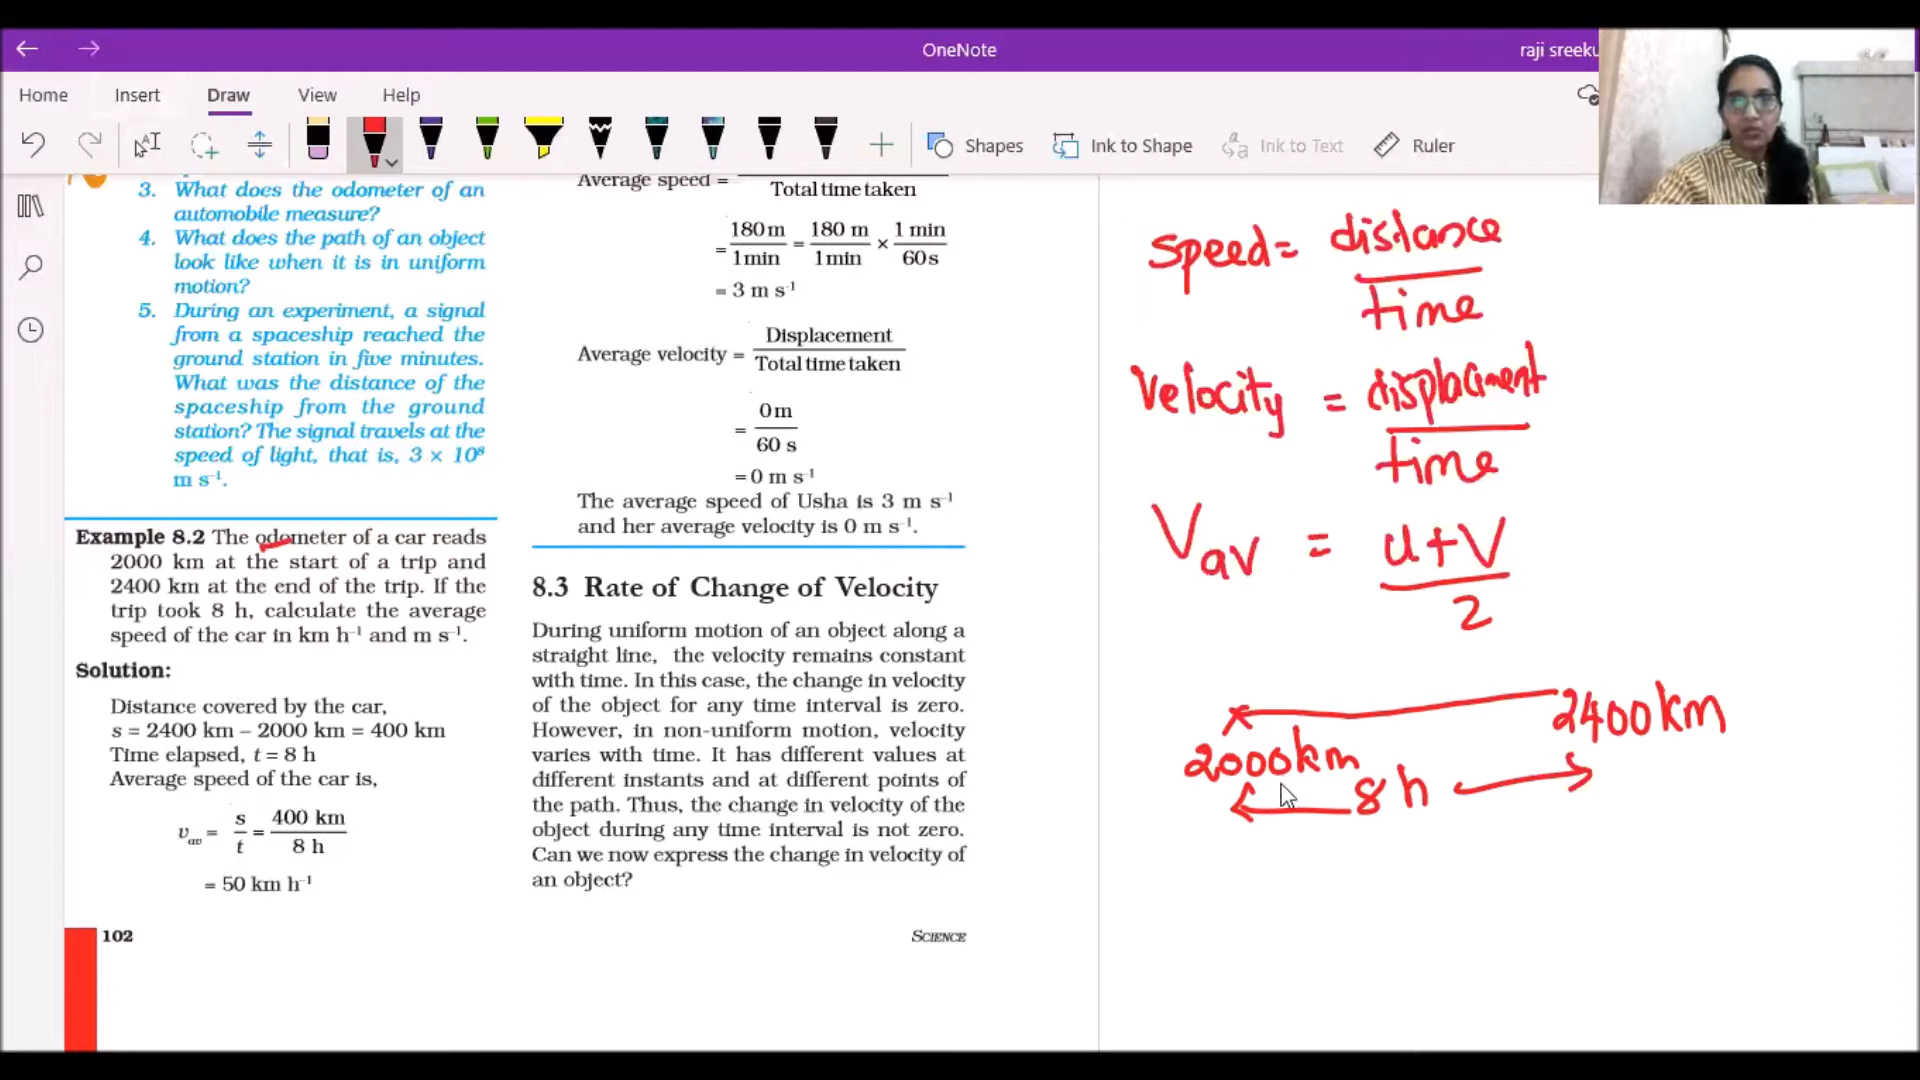 OneNote
raji sreeku
Home Insert Draw View Help
Shapes Ink to Shape Ink to Text Ruler
3. What does the odometer of an
automobile measure?
4. What does the path of an object
look like when it is in uniform
motion?
5. During an experiment, a signal
from a spaceship reached the
ground station in five minutes.
What was the distance of the
spaceship from the ground
station? The signal travels at the
speed of light, that is, 3 × 10⁸
m s⁻¹.
Example 8.2 The odometer of a car reads
2000 km at the start of a trip and
2400 km at the end of the trip. If the
trip took 8 h, calculate the average
speed of the car in km h⁻¹ and m s⁻¹.
Solution:
Distance covered by the car,
s = 2400 km – 2000 km = 400 km
Time elapsed, t = 8 h
Average speed of the car is,
v av = s/t = 400 km / 8 h
= 50 km h⁻¹
102
Average speed =
Total time taken
= 180 m / 1 min = 180 m / 1 min × 1 min / 60 s
= 3 m s⁻¹
Average velocity = Displacement / Total time taken
= 0 m / 60 s
= 0 m s⁻¹
The average speed of Usha is 3 m s⁻¹
and her average velocity is 0 m s⁻¹.
8.3 Rate of Change of Velocity
During uniform motion of an object along a
straight line, the velocity remains constant
with time. In this case, the change in velocity
of the object for any time interval is zero.
However, in non-uniform motion, velocity
varies with time. It has different values at
different instants and at different points of
the path. Thus, the change in velocity of the
object during any time interval is not zero.
Can we now express the change in velocity of
an object?
SCIENCE
Speed = distance
time
Velocity = displacment
time
Vav = u+V
2
2400km
2000km
8 h